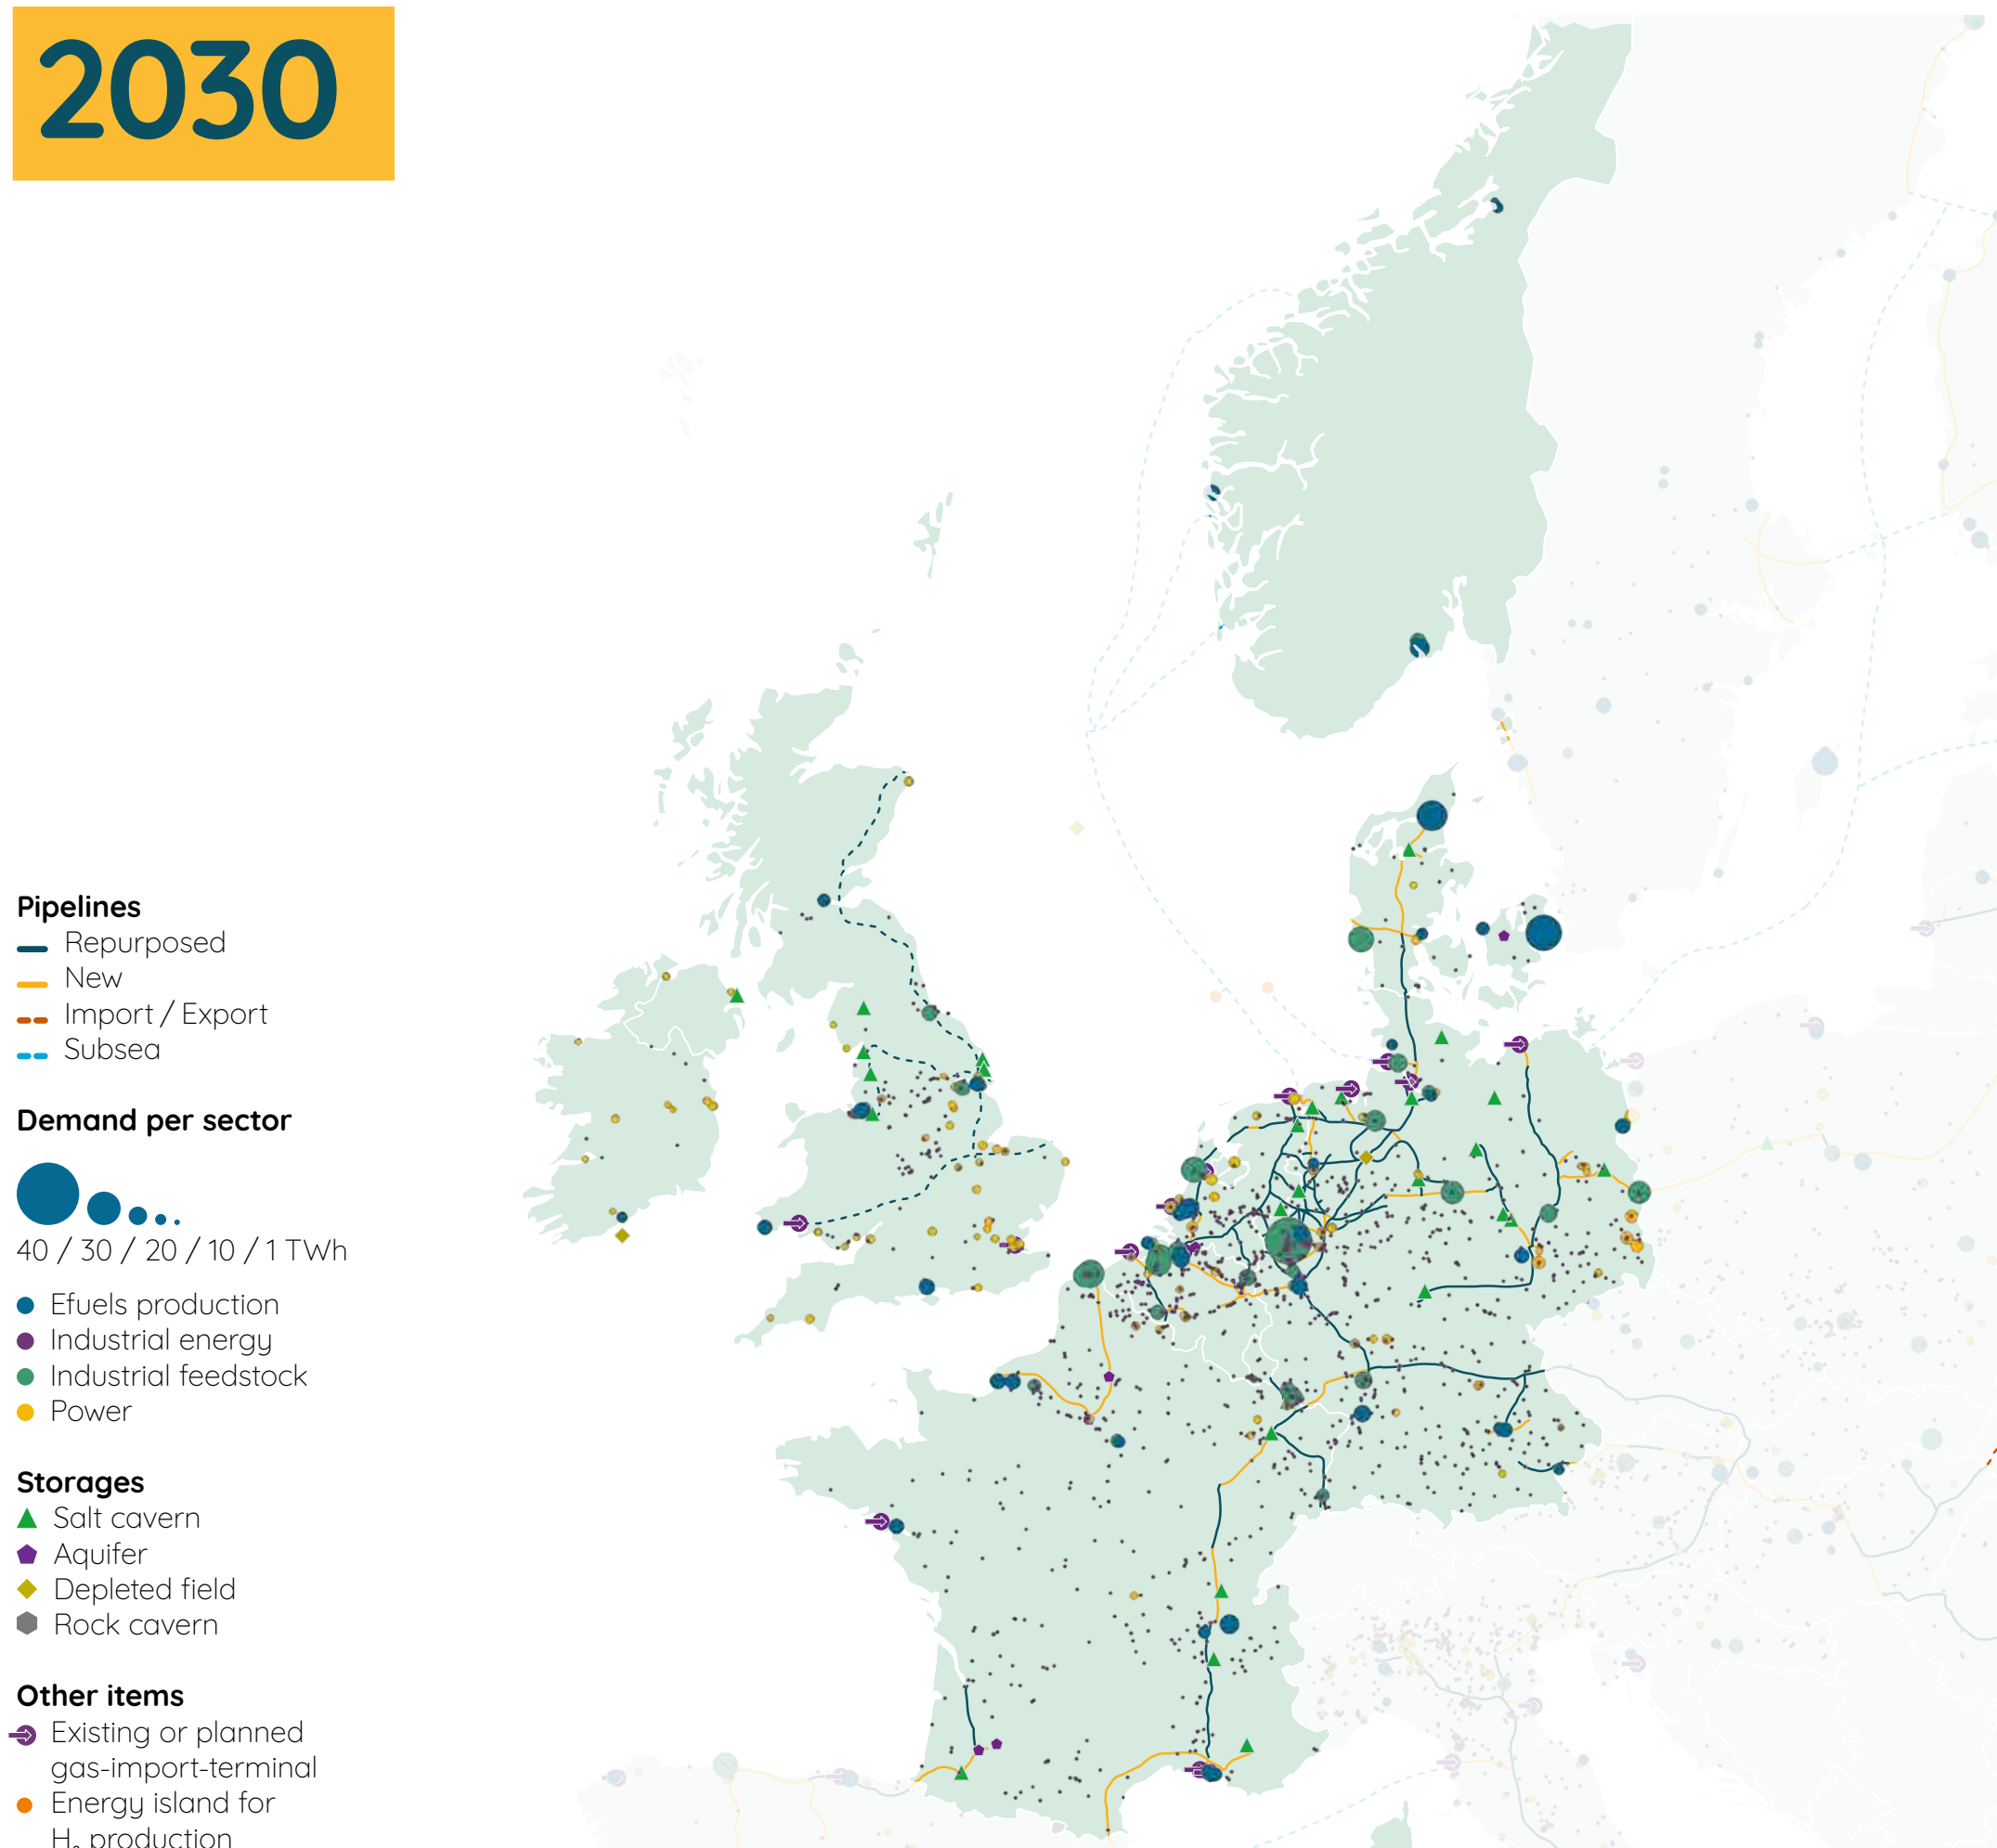 2030
Pipelines
Repurposed
New
Import / Export
Subsea
Demand per sector
40 / 30 / 20 / 10 / 1 TWh
Efuels production
Industrial energy
Industrial feedstock
Power
Storages
Salt cavern
Aquifer
Depleted field
Rock cavern
Other items
Existing or planned
gas-import-terminal
Energy island for
H₂ production